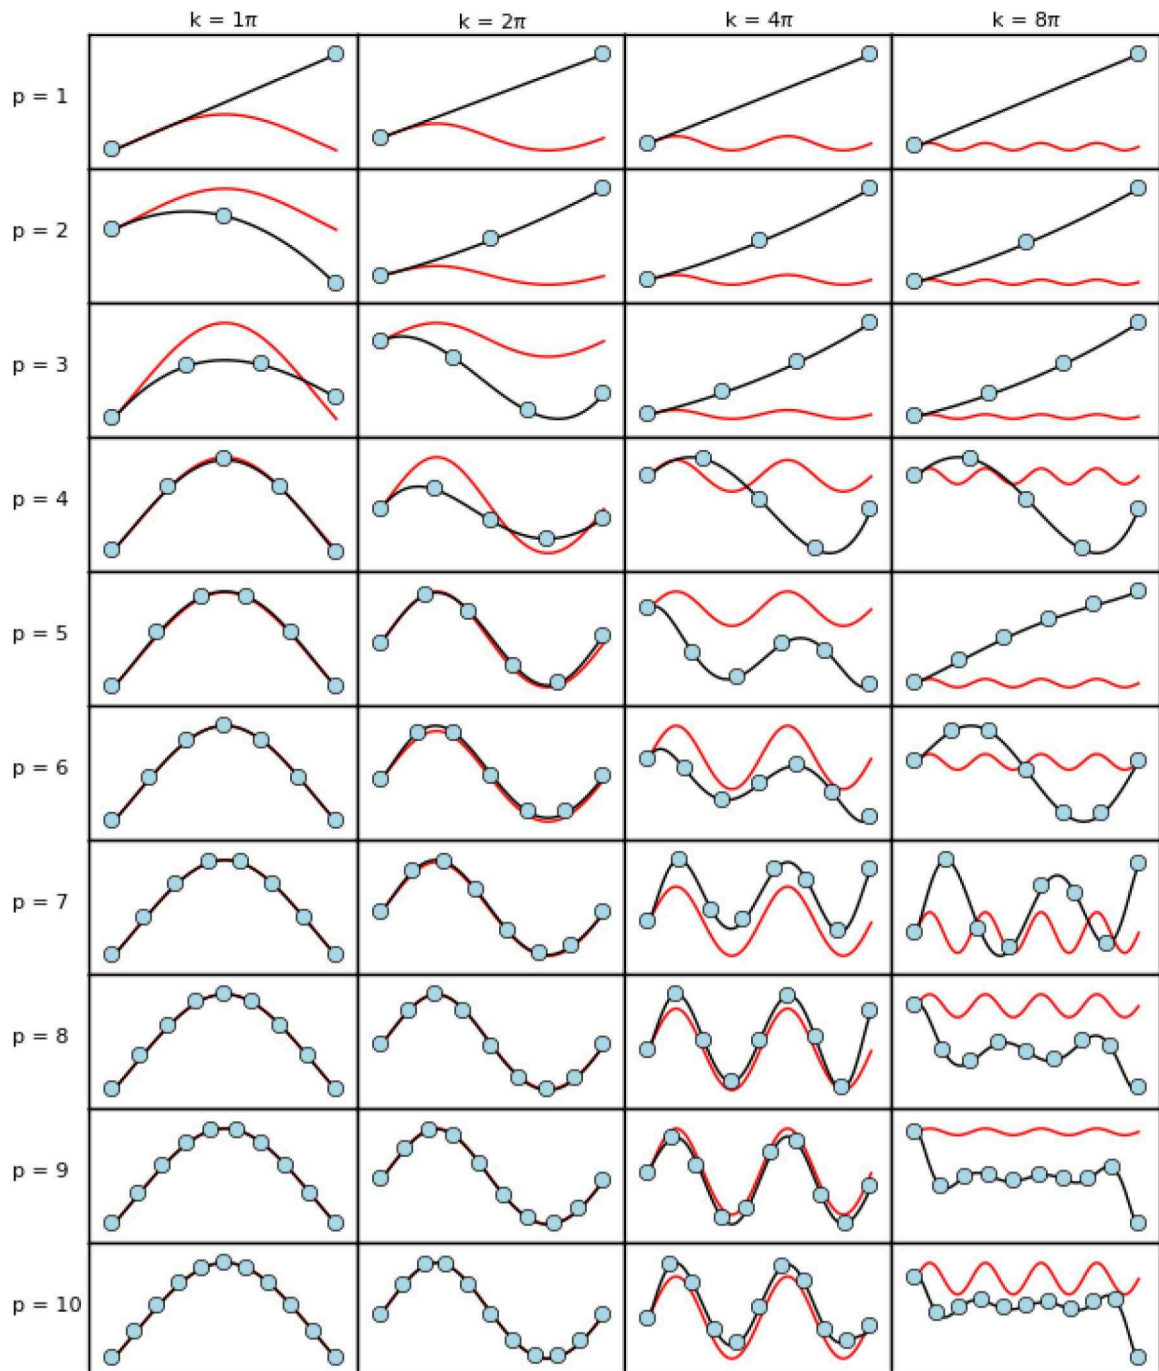 k = 1π k = 2π k = 4π k = 8π
p = 1
p = 2
p = 3
p = 4
p = 5
p = 6
p = 7
p = 8
p = 9
p = 10